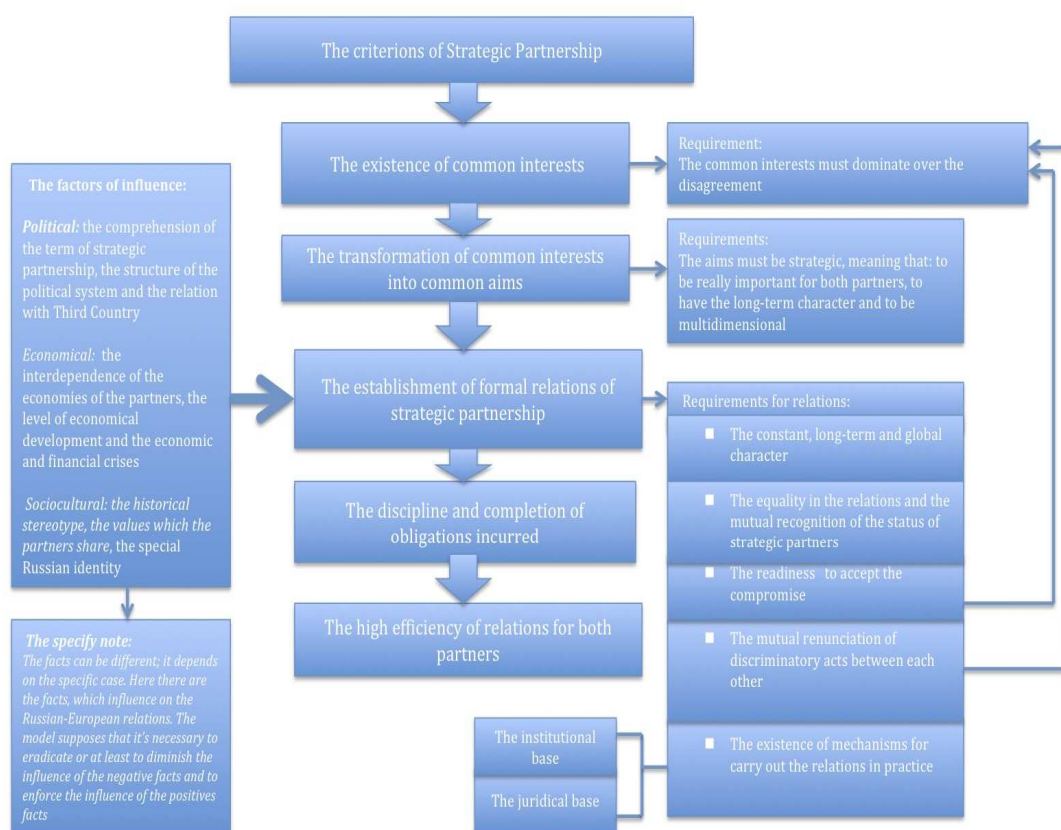 The criterions of Strategic Partnership
The existence of common interests
Requirement:
The common interests must dominate over the
disagreement
The factors of influence:
Political: the comprehension of
the term of strategic
partnership, the structure of the
political system and the relation
with Third Country
Economical: the
interdependence of the
economies of the partners, the
level of economical
development and the economic
and financial crises
Sociocultural: the historical
stereotype, the values which the
partners share, the special
Russian identity
The transformation of common interests
into common aims
Requirements:
The aims must be strategic, meaning that: to
be really important for both partners, to
have the long-term character and to be
multidimensional
The establishment of formal relations of
strategic partnership
Requirements for relations:
The constant, long-term and global
character
The equality in the relations and the
mutual recognition of the status of
strategic partners
The readiness to accept the
compromise
The mutual renunciation of
discriminatory acts between each
other
The existence of mechanisms for
carry out the relations in practice
The discipline and completion of
obligations incurred
The high efficiency of relations for both
partners
The specify note:
The facts can be different; it depends
on the specific case. Here there are
the facts, which influence on the
Russian-European relations. The
model supposes that it's necessary to
eradicate or at least to diminish the
influence of the negative facts and to
enforce the influence of the positives
facts
The institutional
base
The juridical base